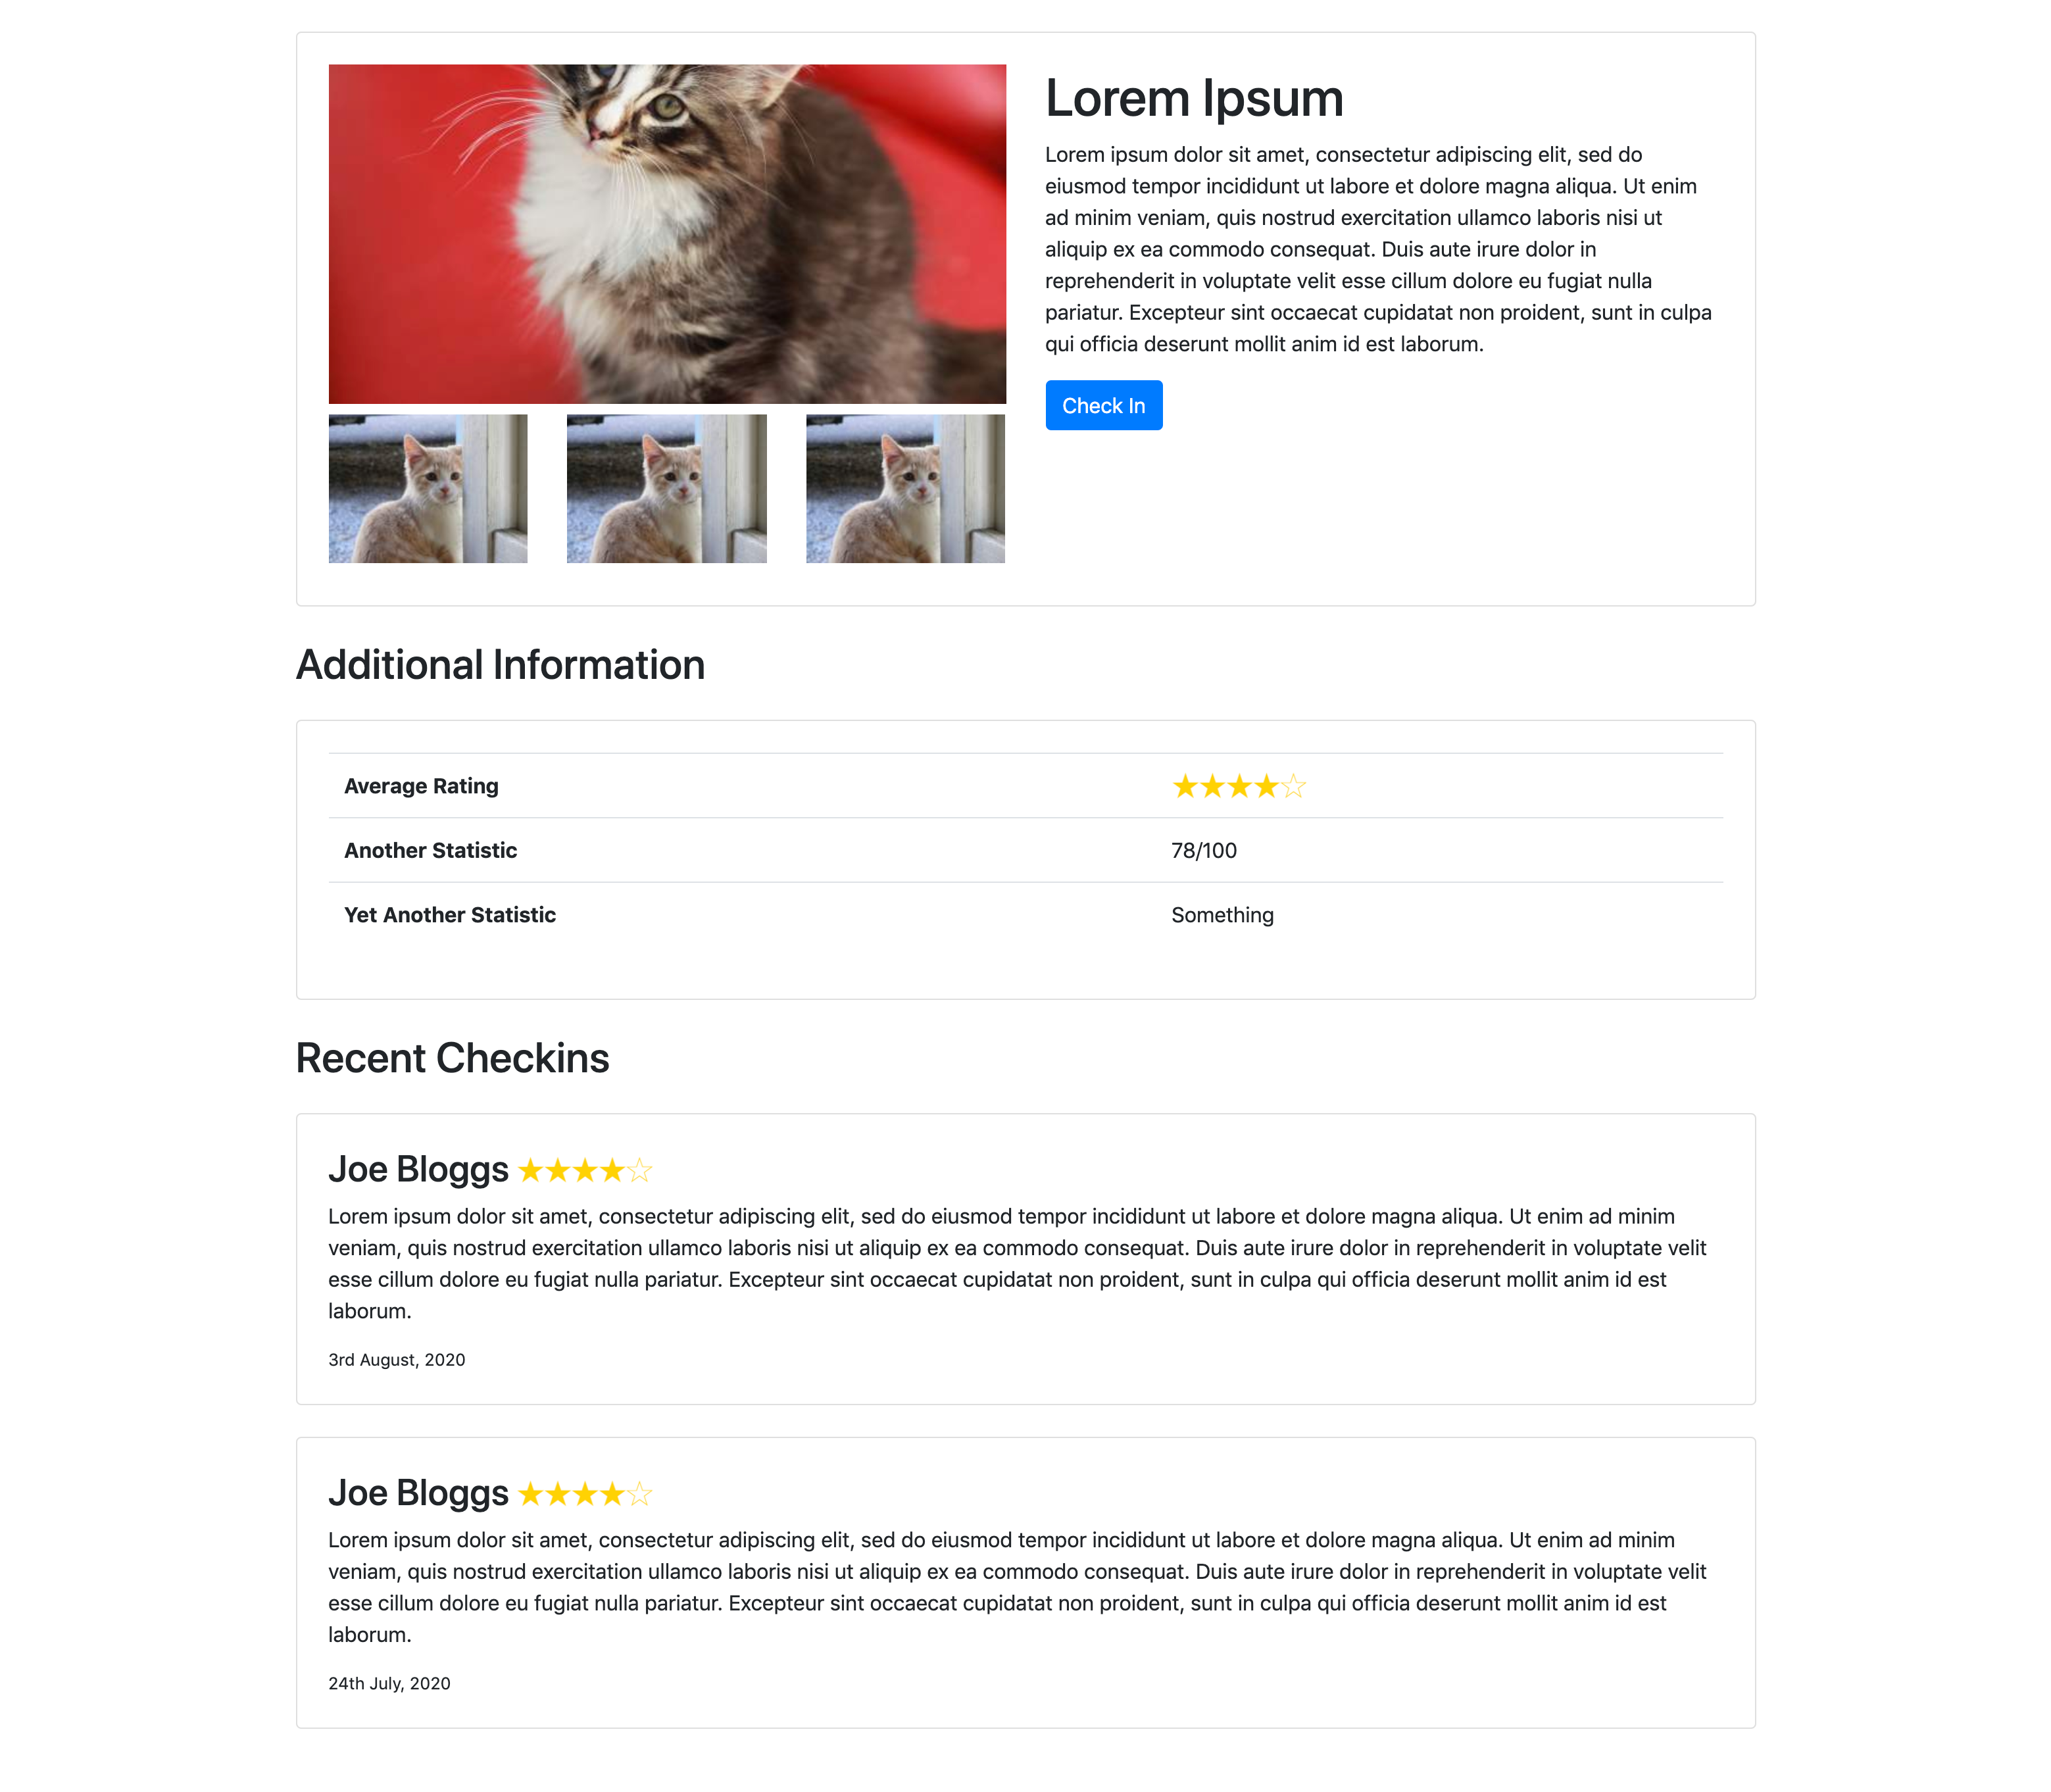 Lorem Ipsum
Lorem ipsum dolor sit amet, consectetur adipiscing elit, sed do
eiusmod tempor incididunt ut labore et dolore magna aliqua. Ut enim
ad minim veniam, quis nostrud exercitation ullamco laboris nisi ut
aliquip ex ea commodo consequat. Duis aute irure dolor in
reprehenderit in voluptate velit esse cillum dolore eu fugiat nulla
pariatur. Excepteur sint occaecat cupidatat non proident, sunt in culpa
qui officia deserunt mollit anim id est laborum.
Check In
Additional Information
Average Rating ★★★★☆
Another Statistic 78/100
Yet Another Statistic Something
Recent Checkins
Joe Bloggs ★★★★☆
Lorem ipsum dolor sit amet, consectetur adipiscing elit, sed do eiusmod tempor incididunt ut labore et dolore magna aliqua. Ut enim ad minim
veniam, quis nostrud exercitation ullamco laboris nisi ut aliquip ex ea commodo consequat. Duis aute irure dolor in reprehenderit in voluptate velit
esse cillum dolore eu fugiat nulla pariatur. Excepteur sint occaecat cupidatat non proident, sunt in culpa qui officia deserunt mollit anim id est
laborum.
3rd August, 2020
Joe Bloggs ★★★★☆
Lorem ipsum dolor sit amet, consectetur adipiscing elit, sed do eiusmod tempor incididunt ut labore et dolore magna aliqua. Ut enim ad minim
veniam, quis nostrud exercitation ullamco laboris nisi ut aliquip ex ea commodo consequat. Duis aute irure dolor in reprehenderit in voluptate velit
esse cillum dolore eu fugiat nulla pariatur. Excepteur sint occaecat cupidatat non proident, sunt in culpa qui officia deserunt mollit anim id est
laborum.
24th July, 2020